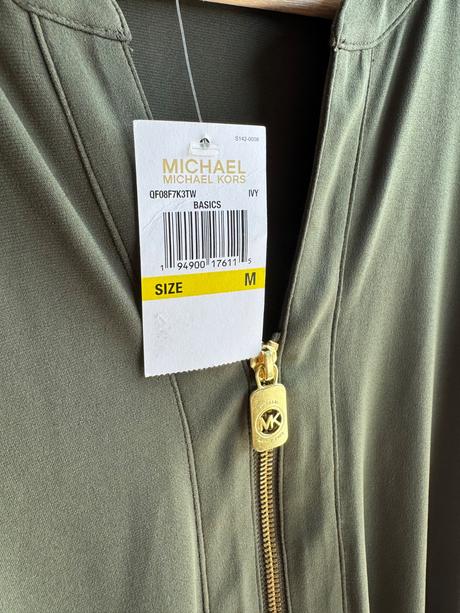 S142-0008
MICHAEL
MICHAEL KORS
QF08F7K3TW IVY
BASICS
1 94900 17611 5
SIZE M
MK